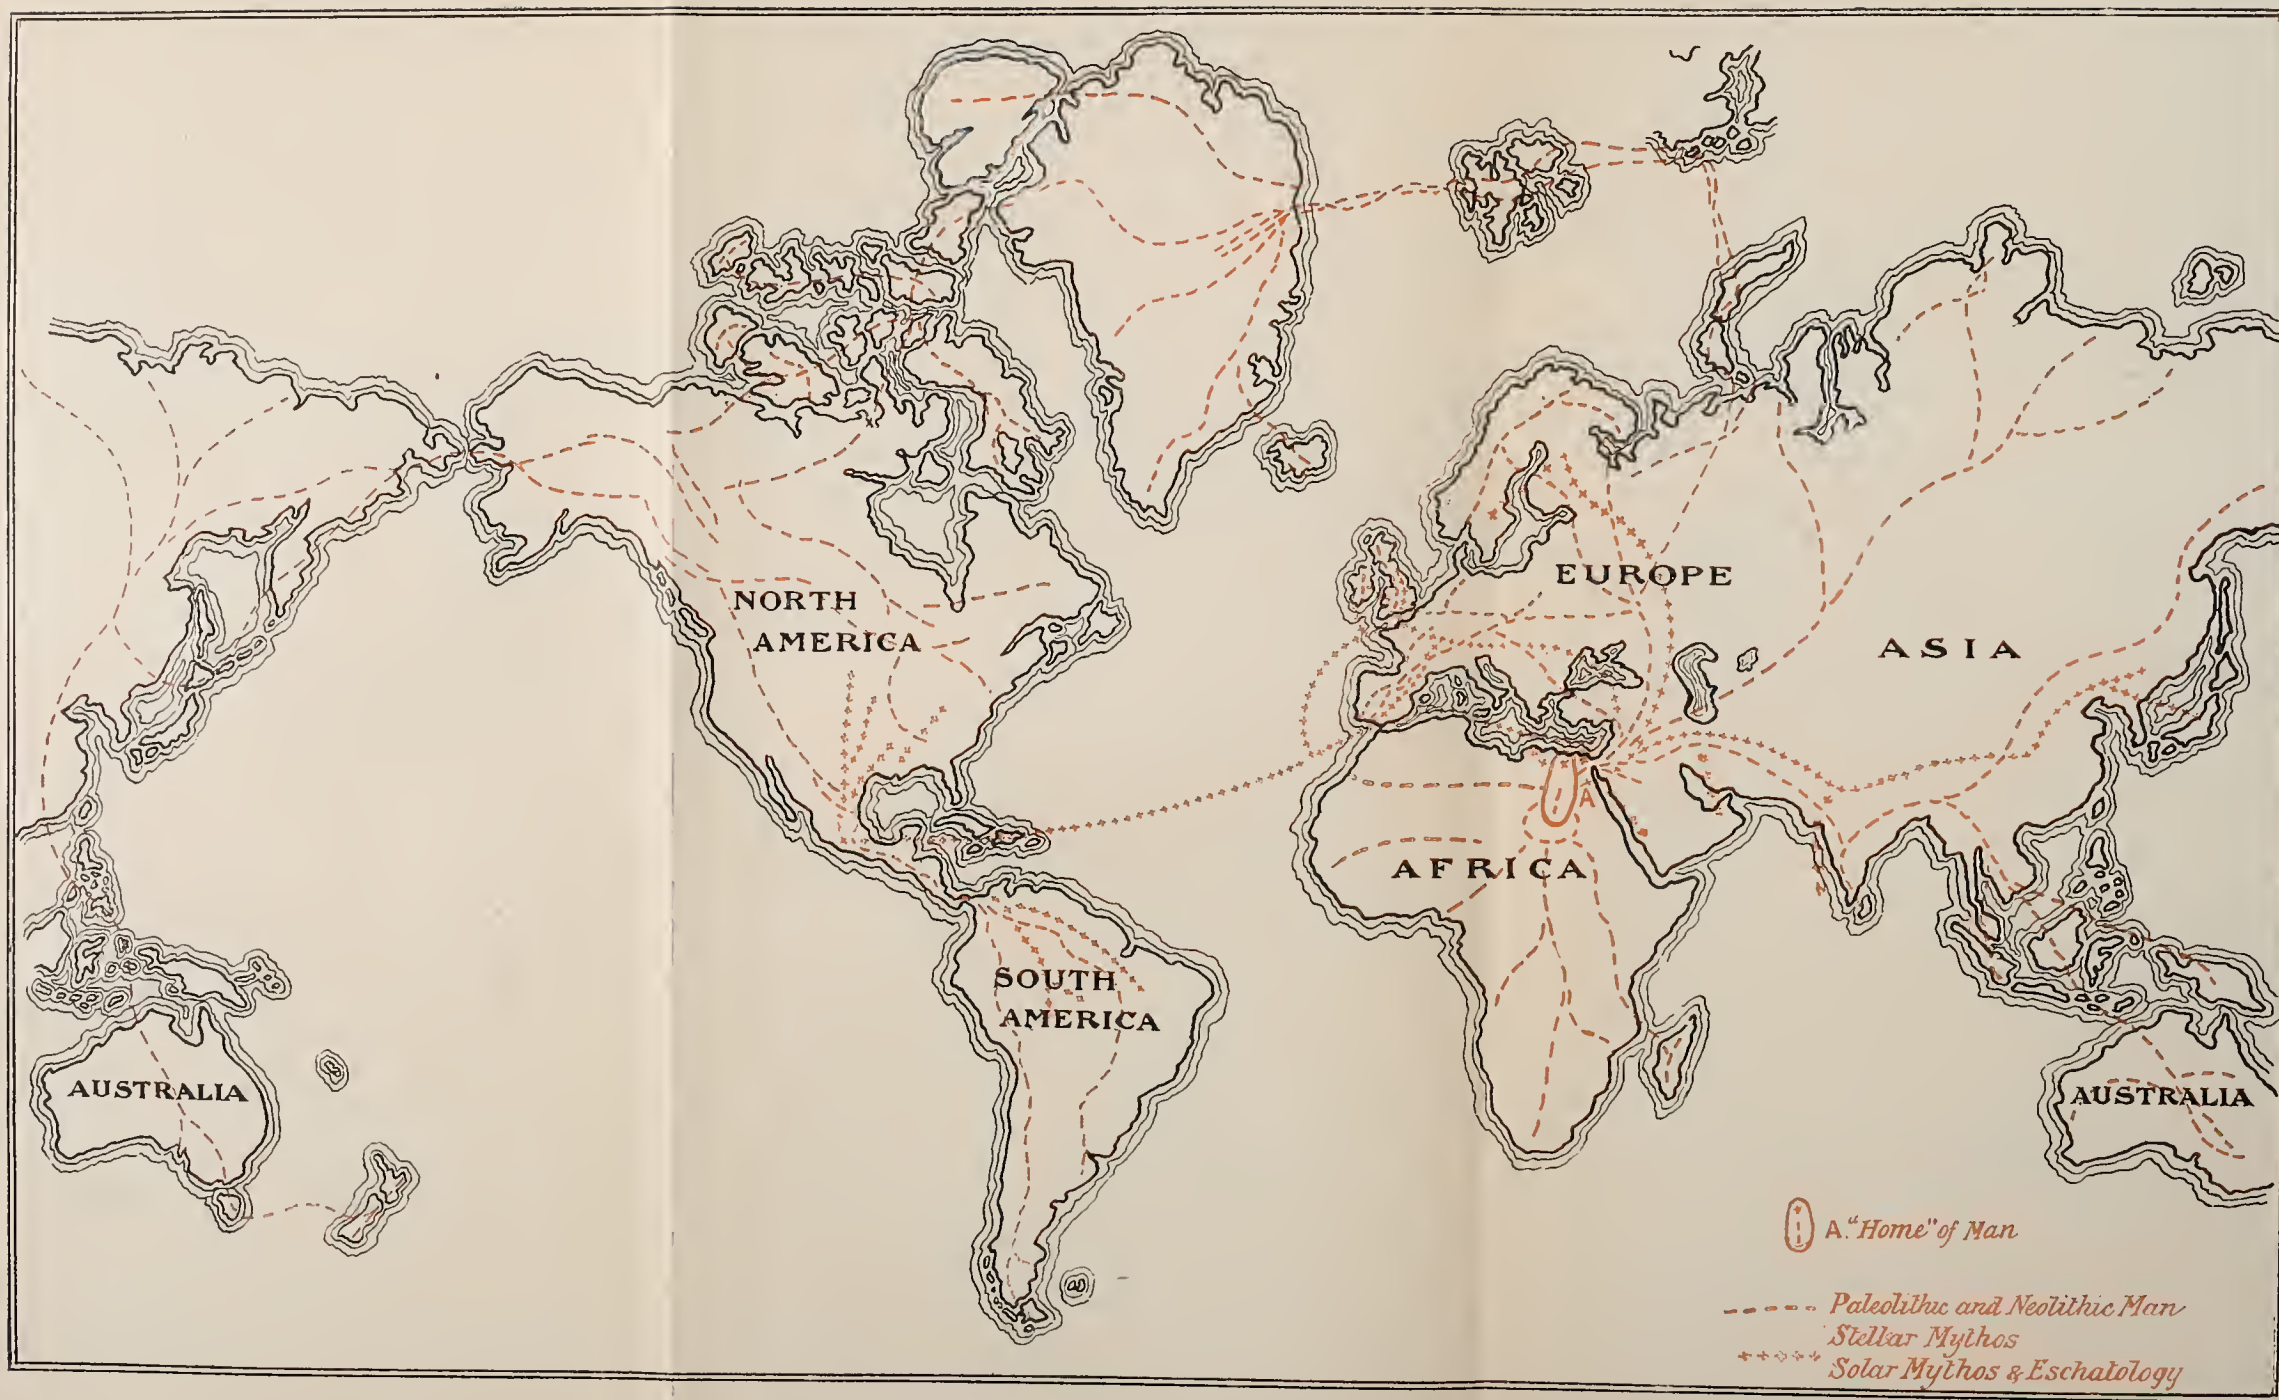 NORTH
AMERICA
EUROPE
ASIA
AFRICA
A
SOUTH
AMERICA
AUSTRALIA
AUSTRALIA
A. "Home" of Man
Paleolithic and Neolithic Man
Stellar Mythos
Solar Mythos & Eschatology